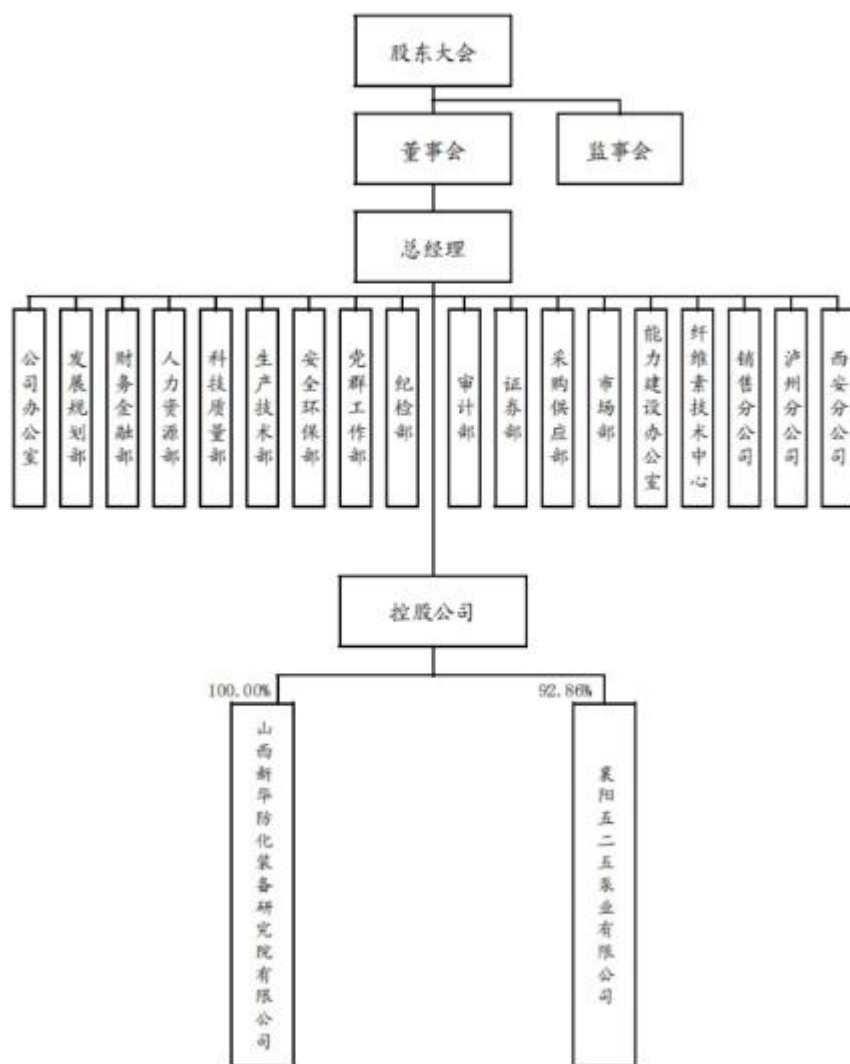 股东大会
董事会
监事会
总经理
公司办公室
发展规划部
财务金融部
人力资源部
科技质量部
生产技术部
安全环保部
党群工作部
纪检部
审计部
证券部
采购供应部
市场部
能力建设办公室
纤维素技术中心
销售分公司
泸州分公司
西安分公司
控股公司
100.00%
92.86%
山西新华防化装备研究院有限公司
襄阳五二五泵业有限公司